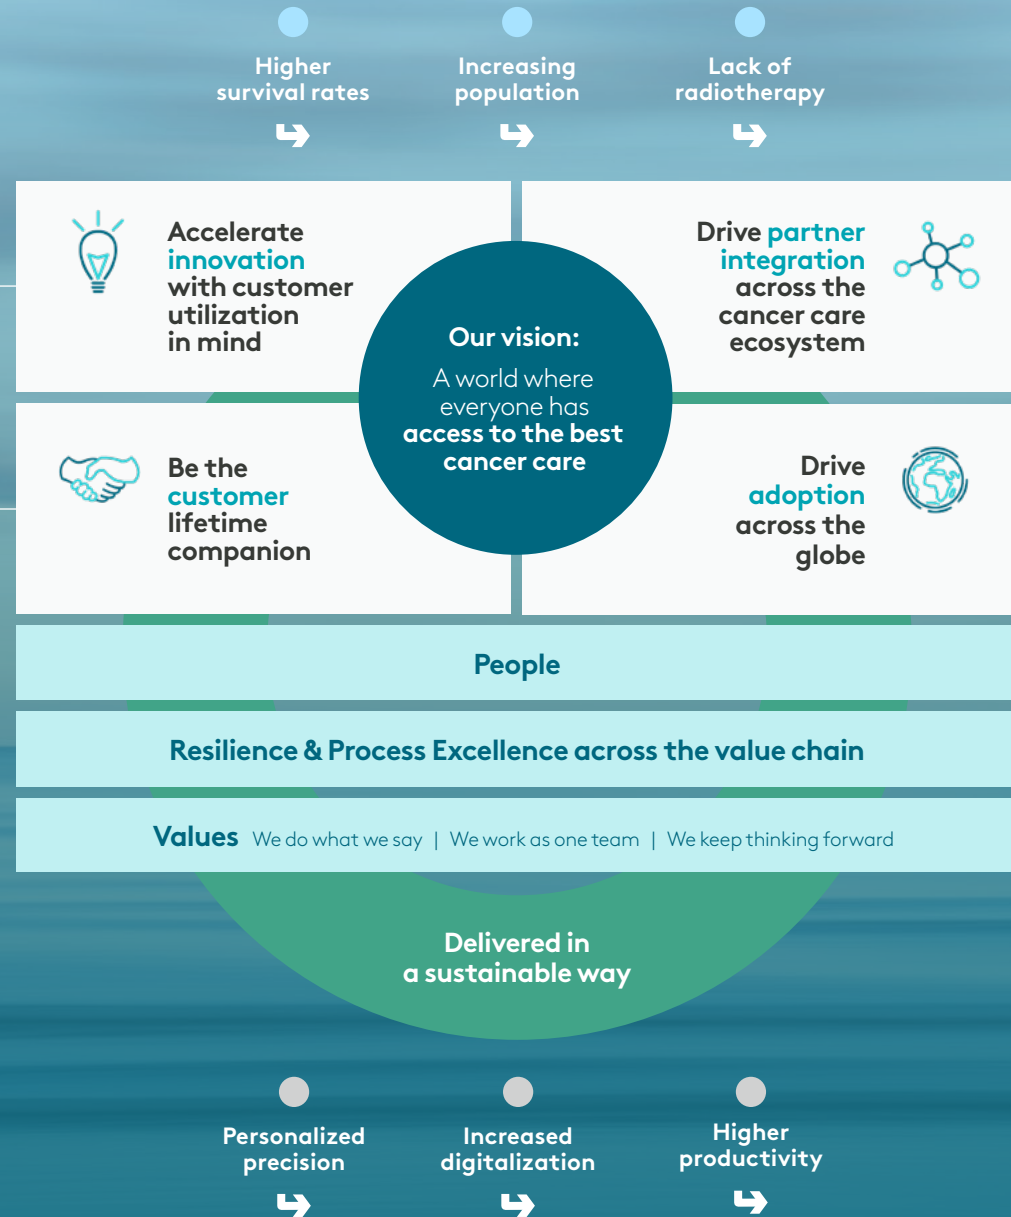 Higher
survival rates
Increasing
population
Lack of
radiotherapy
Accelerate
innovation
with customer
utilization
in mind
Drive partner
integration
across the
cancer care
ecosystem
Our vision:
A world where
everyone has
access to the best
cancer care
Be the
customer
lifetime
companion
Drive
adoption
across the
globe
People
Resilience & Process Excellence across the value chain
Values We do what we say | We work as one team | We keep thinking forward
Delivered in
a sustainable way
Personalized
precision
Increased
digitalization
Higher
productivity